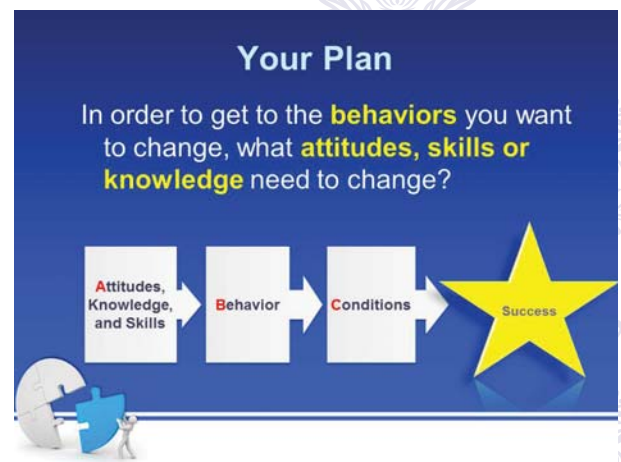 Your Plan
In order to get to the behaviors you want
to change, what attitudes, skills or
knowledge need to change?
Attitudes,
Knowledge,
and Skills
Behavior
Conditions
Success